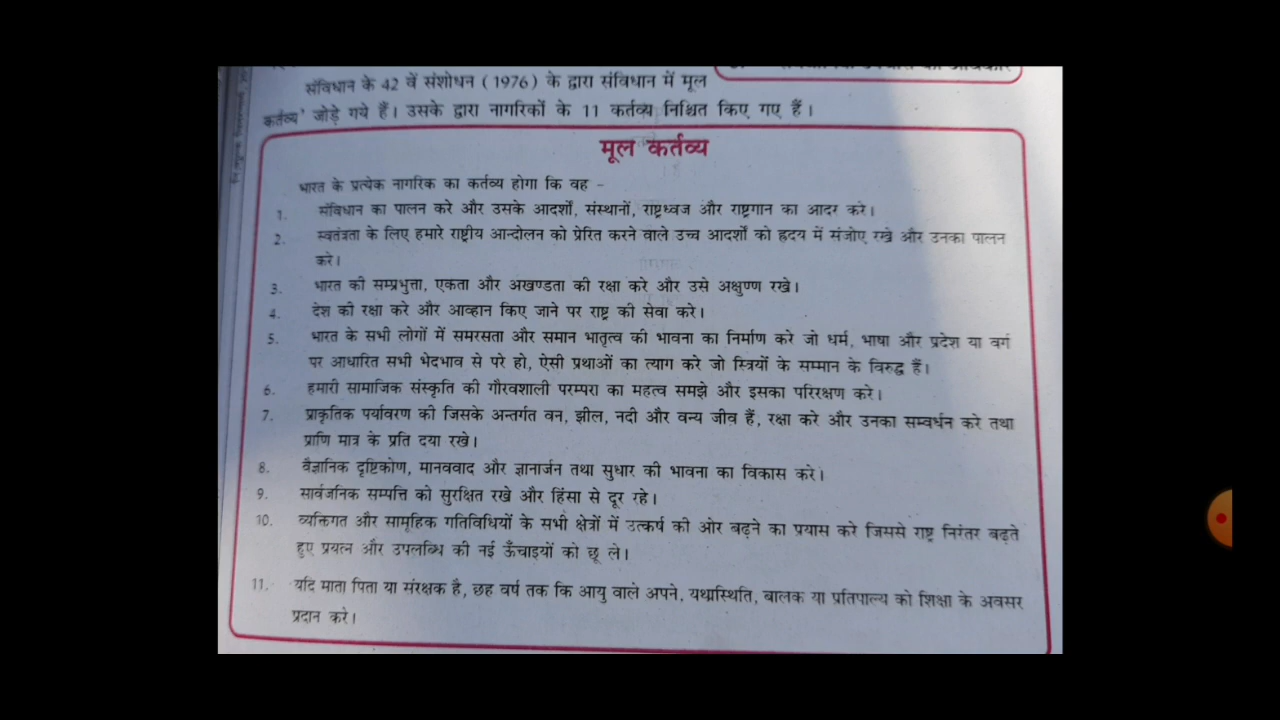 संविधान के 42 वें संशोधन (1976) के द्वारा संविधान में मूल
कर्तव्य' जोड़े गये हैं। उसके द्वारा नागरिकों के 11 कर्तव्य निश्चित किए गए हैं।
मूल कर्तव्य
भारत के प्रत्येक नागरिक का कर्तव्य होगा कि वह -
1. संविधान का पालन करे और उसके आदर्शों, संस्थानों, राष्ट्रध्वज और राष्ट्रगान का आदर करे।
2. स्वतंत्रता के लिए हमारे राष्ट्रीय आन्दोलन को प्रेरित करने वाले उच्च आदर्शों को ह्रदय में संजोए रखे और उनका पालन
करे।
3. भारत की सम्प्रभुत्ता, एकता और अखण्डता की रक्षा करे और उसे अक्षुण्ण रखे।
4. देश की रक्षा करे और आव्हान किए जाने पर राष्ट्र की सेवा करे।
5. भारत के सभी लोगों में समरसता और समान भातृत्व की भावना का निर्माण करे जो धर्म, भाषा और प्रदेश या वर्ग
पर आधारित सभी भेदभाव से परे हो, ऐसी प्रथाओं का त्याग करे जो स्त्रियों के सम्मान के विरुद्ध हैं।
6. हमारी सामाजिक संस्कृति की गौरवशाली परम्परा का महत्व समझे और इसका परिरक्षण करे।
7. प्राकृतिक पर्यावरण की जिसके अन्तर्गत वन, झील, नदी और वन्य जीव हैं, रक्षा करे और उनका सम्वर्धन करे तथा
प्राणि मात्र के प्रति दया रखे।
8. वैज्ञानिक दृष्टिकोण, मानववाद और ज्ञानार्जन तथा सुधार की भावना का विकास करे।
9. सार्वजनिक सम्पत्ति को सुरक्षित रखे और हिंसा से दूर रहे।
10. व्यक्तिगत और सामूहिक गतिविधियों के सभी क्षेत्रों में उत्कर्ष की ओर बढ़ने का प्रयास करे जिससे राष्ट्र निरंतर बढ़ते
हुए प्रयत्न और उपलब्धि की नई ऊँचाइयों को छू ले।
11. यदि माता पिता या संरक्षक है, छह वर्ष तक कि आयु वाले अपने, यथास्थिति, बालक या प्रतिपाल्य को शिक्षा के अवसर
प्रदान करे।